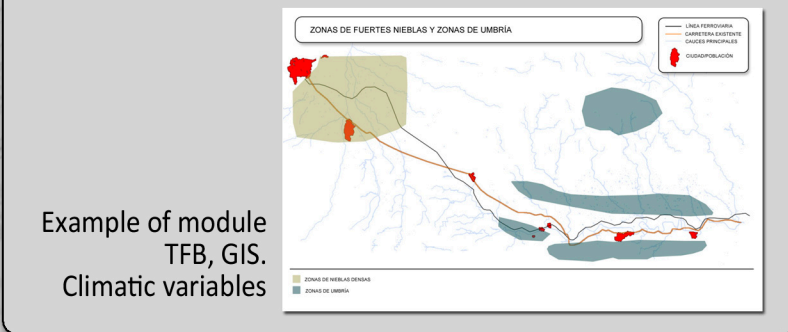 ZONAS DE FUERTES NIEBLAS Y ZONAS DE UMBRÍA
LÍNEA FERROVIARIA
CARRETERA EXISTENTE
CAUCES PRINCIPALES
CIUDAD/POBLACIÓN
Example of module
TFB, GIS.
Climatic variables
ZONAS DE NIEBLAS DENSAS
ZONAS DE UMBRÍA